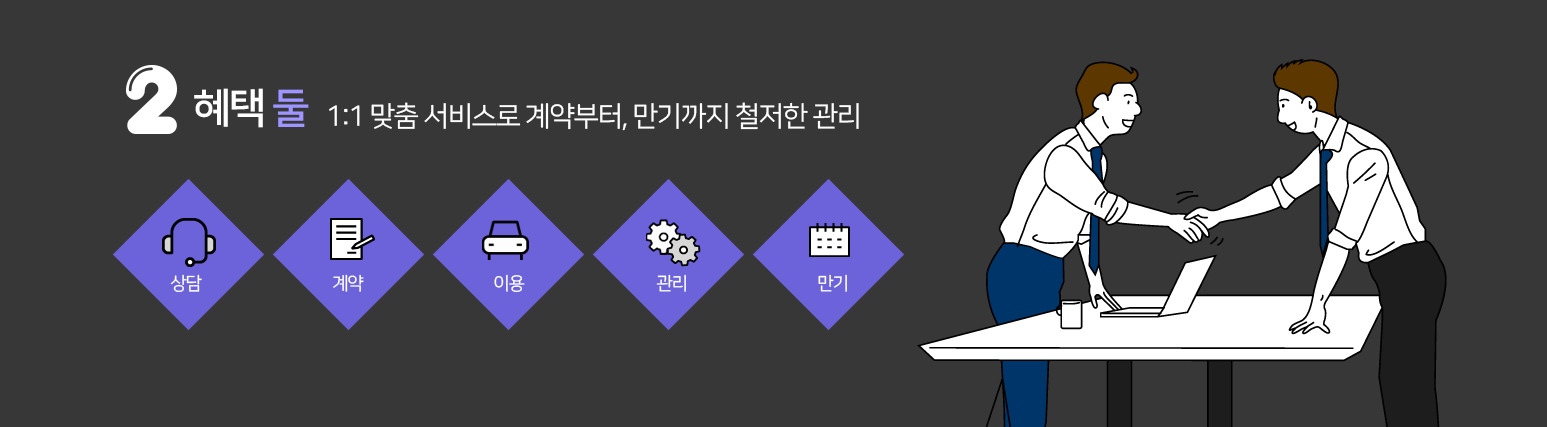 2 혜택 둘 1:1 맞춤 서비스로 계약부터, 만기까지 철저한 관리
상담 계약 이용 관리 만기